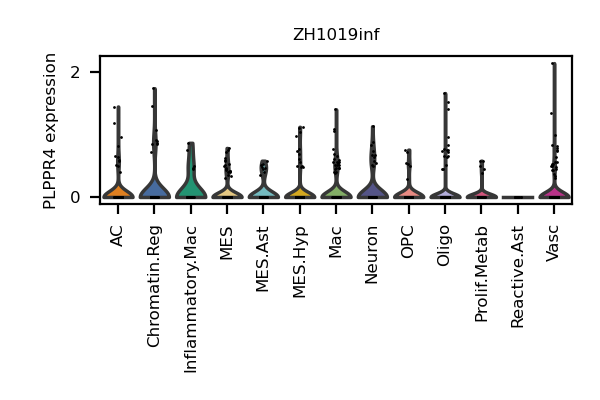 ZH1019inf
PLPPR4 expression
2
0
AC
Chromatin.Reg
Inflammatory.Mac
MES
MES.Ast
MES.Hyp
Mac
Neuron
OPC
Oligo
Prolif.Metab
Reactive.Ast
Vasc